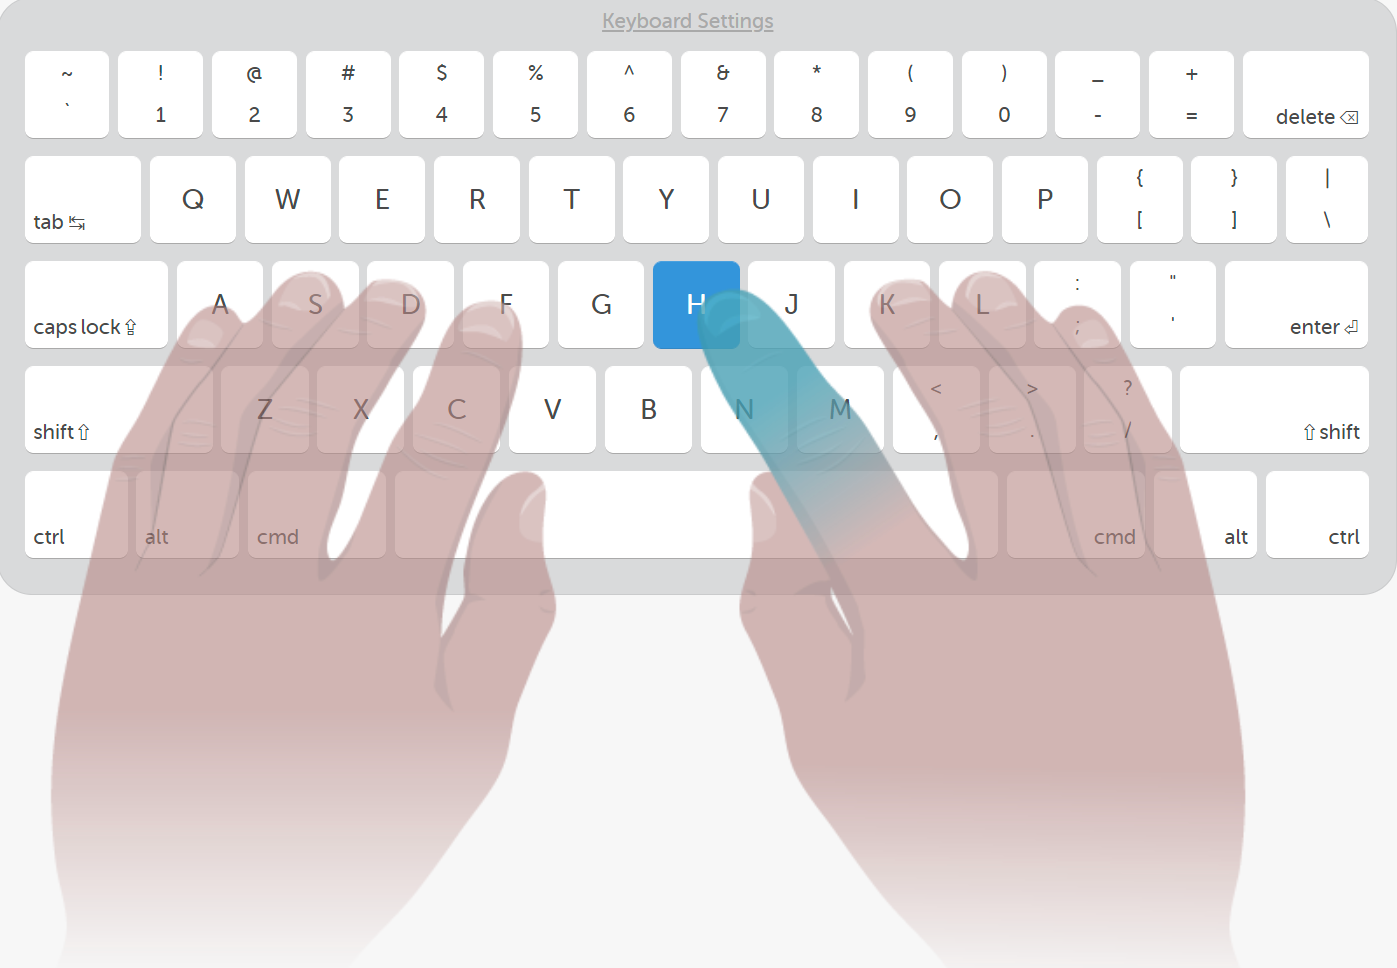 Keyboard Settings
~ ! @ # $ % ^ & * ( ) _ +
` 1 2 3 4 5 6 7 8 9 0 - = delete ⌫
Q W E R T Y U I O P
{ } |
[ ] \
tab ↹
A S D F G H J K L
: "
; '
caps lock ⇪ enter ⏎
Z X C V B N M
< > ?
, . /
shift ⇧ ⇧ shift
ctrl alt cmd cmd alt ctrl